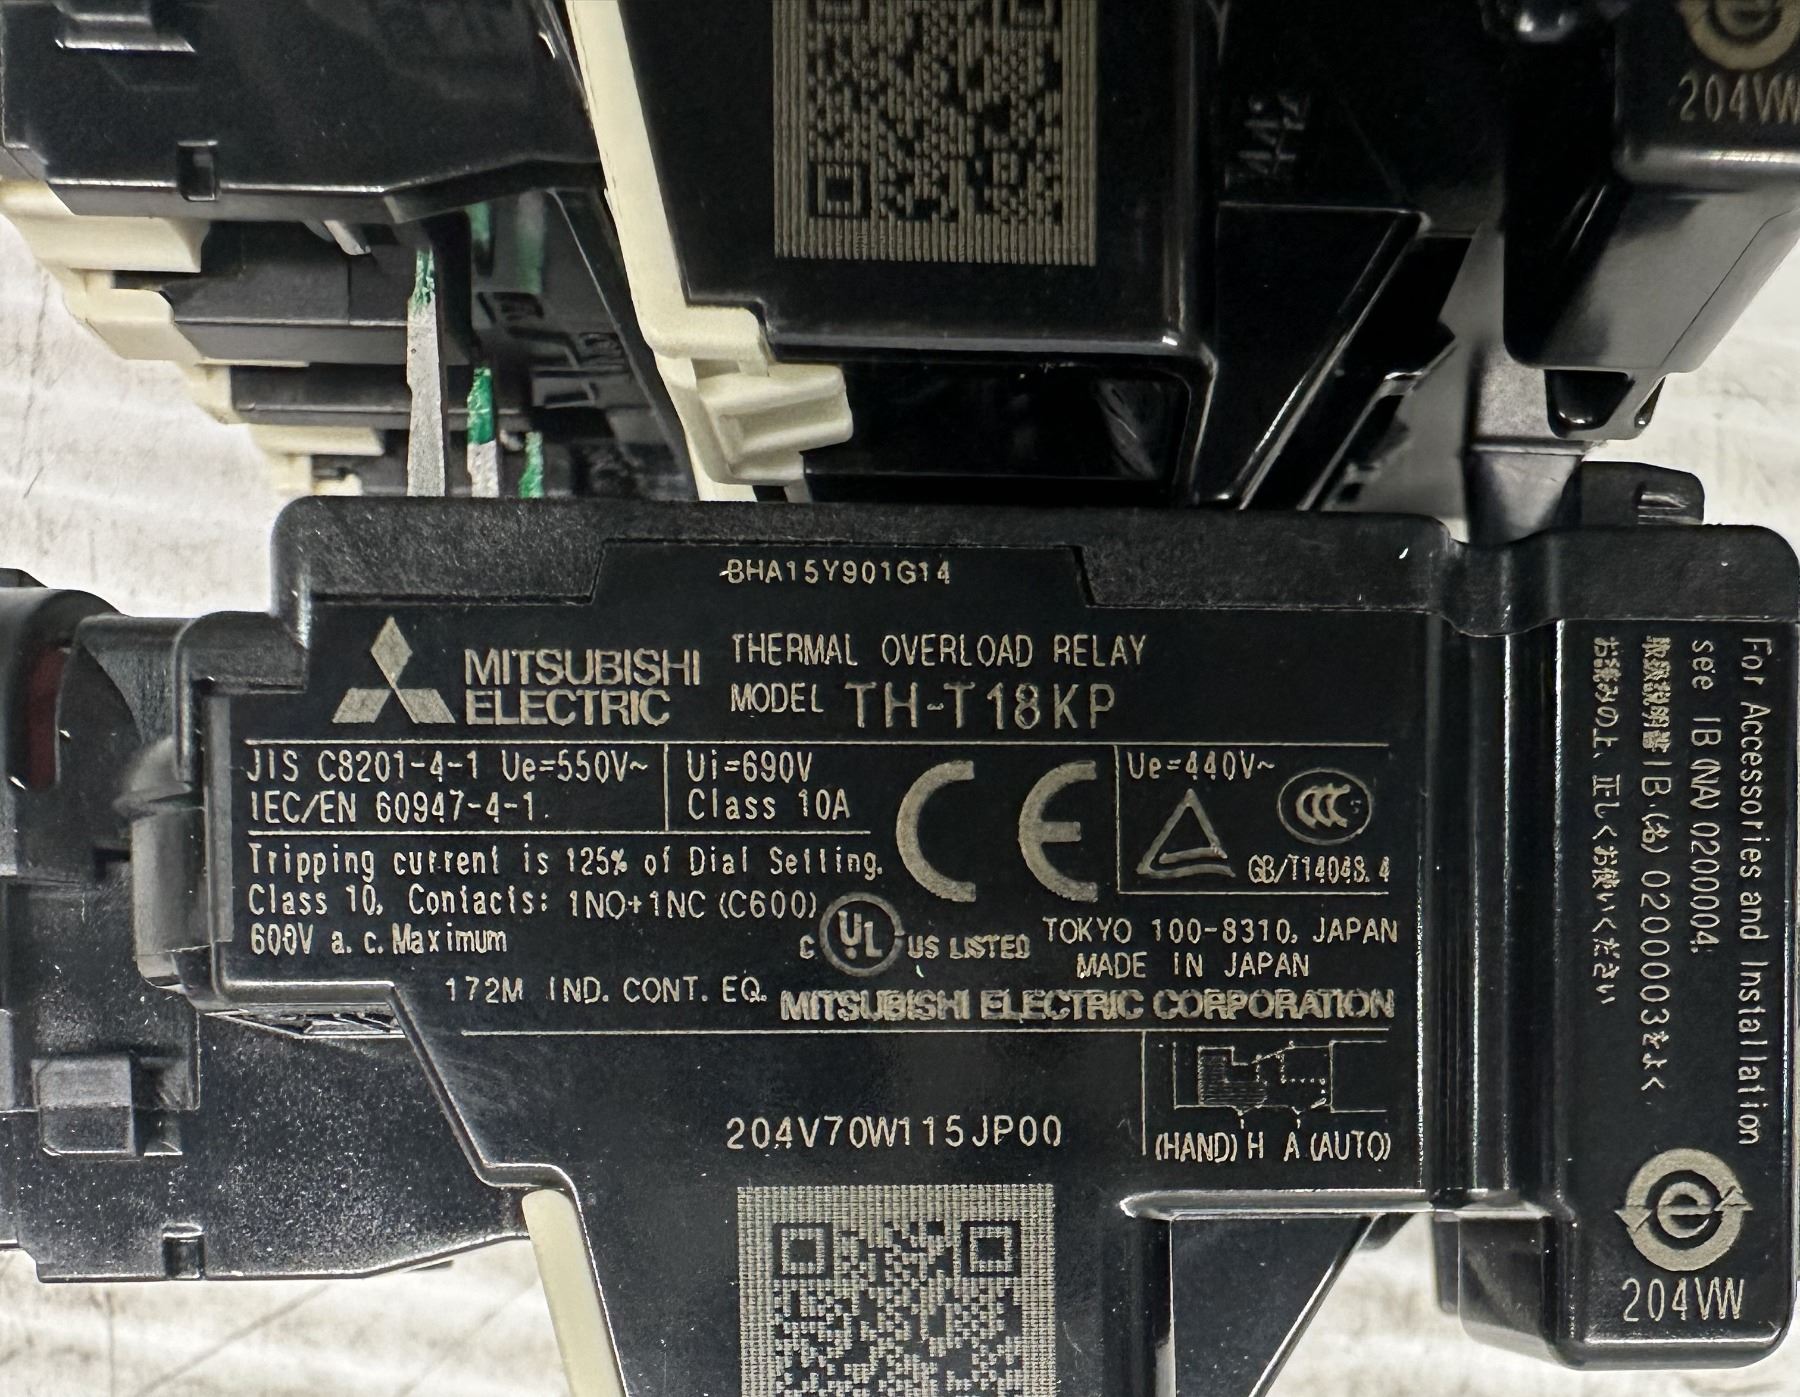 204VW
BHA15Y901G14
MITSUBISHI
ELECTRIC
THERMAL OVERLOAD RELAY
MODEL TH-T18KP
JIS C8201-4-1 Ue=550V~
IEC/EN 60947-4-1.
Ui=690V
Class 10A
CE
Ue=440V~
CCC
GB/T14048.4
Tripping current is 125% of Dial Setting.
Class 10, Contacts: 1NO+1NC (C600)
600V a.c. Maximum
C UL US LISTED
172M IND. CONT. EQ.
TOKYO 100-8310, JAPAN
MADE IN JAPAN
MITSUBISHI ELECTRIC CORPORATION
204V70W115JP00
(HAND) H A (AUTO)
For Accessories and Installation
see IB(NA)0200004.
取扱説明書IB(名)0200003をよく
お読みの上、正しくお使いください
e
204VW